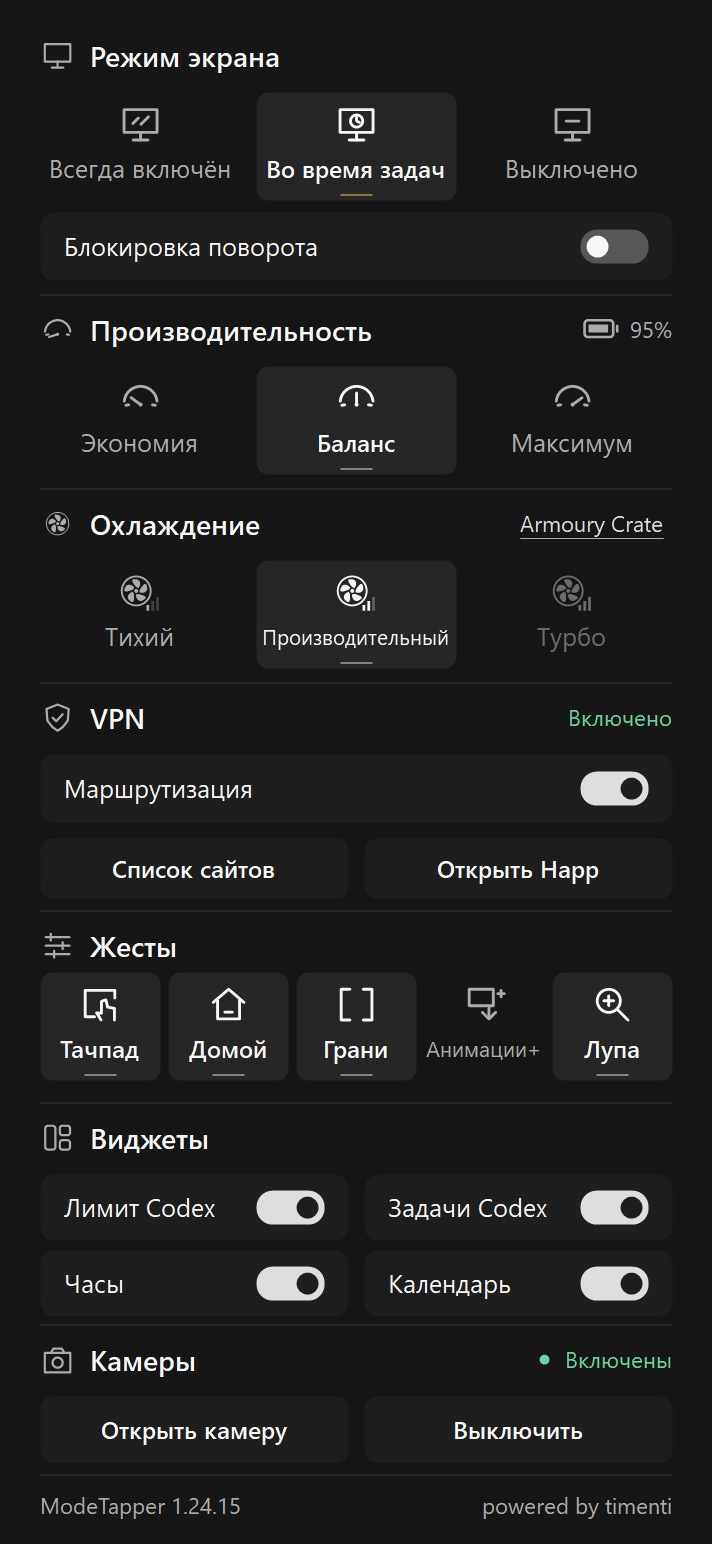 Режим экрана
Всегда включён
Во время задач
Выключено
Блокировка поворота
Производительность
95%
Экономия
Баланс
Максимум
Охлаждение
Armoury Crate
Тихий
Производительный
Турбо
VPN
Включено
Маршрутизация
Список сайтов
Открыть Happ
Жесты
Тачпад
Домой
Грани
Анимации+
Лупа
Виджеты
Лимит Codex
Задачи Codex
Часы
Календарь
Камеры
Включены
Открыть камеру
Выключить
ModeTapper 1.24.15
powered by timenti